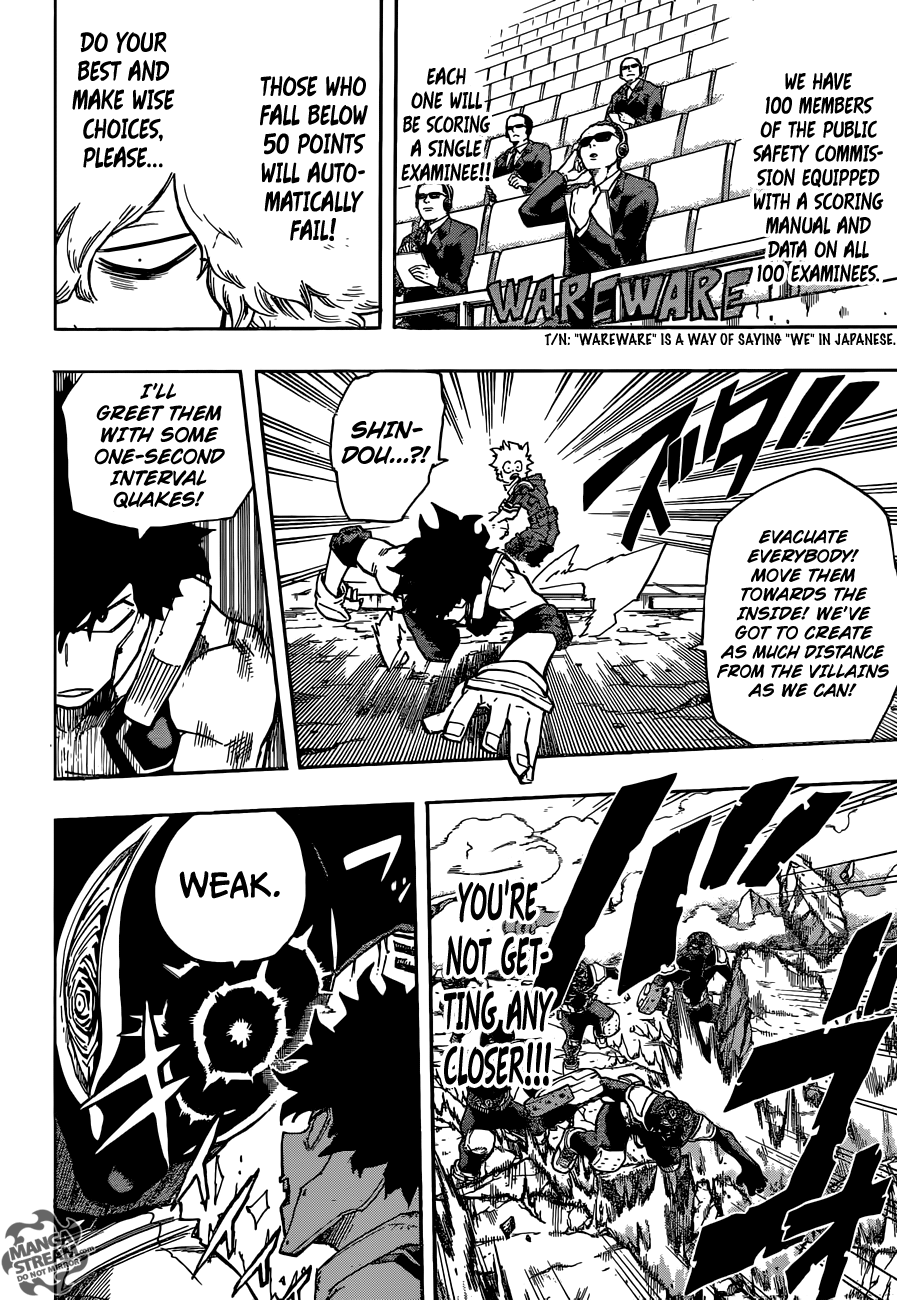 WE HAVE
100 MEMBERS
OF THE PUBLIC
SAFETY COMMIS-
SION EQUIPPED
WITH A SCORING
MANUAL AND
DATA ON ALL
100 EXAMINEES.
EACH
ONE WILL
BE SCORING
A SINGLE
EXAMINEE!!
WAREWARE
T/N: "WAREWARE" IS A WAY OF SAYING "WE" IN JAPANESE.
THOSE WHO
FALL BELOW
50 POINTS
WILL AUTO-
MATICALLY
FAIL!
DO YOUR
BEST AND
MAKE WISE
CHOICES,
PLEASE...
ズダ
EVACUATE
EVERYBODY!
MOVE THEM
TOWARDS THE
INSIDE! WE'VE
GOT TO CREATE
AS MUCH DISTANCE
FROM THE VILLAINS
AS WE CAN!
SHIN-
DOU...?!
I'LL
GREET THEM
WITH SOME
ONE-SECOND
INTERVAL
QUAKES!
YOU'RE
NOT GET-
TING ANY
CLOSER!!!
WEAK.
MANGA
STREAM
DO NOT MIRROR